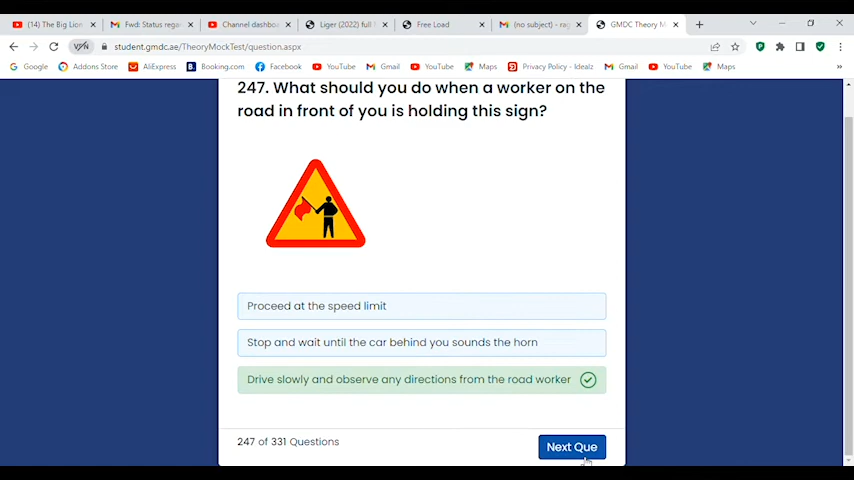 (14) The Big Lion
Fwd: Status rega
Channel dashbo
Liger (2022) full
Free Load
(no subject) - rag
GMDC Theory M
student.gmdc.ae/TheoryMockTest/question.aspx
Google
Addons Store
AliExpress
Booking.com
Facebook
YouTube
Gmail
YouTube
Maps
Privacy Policy - Idealz
Gmail
YouTube
Maps
247. What should you do when a worker on the
road in front of you is holding this sign?
Proceed at the speed limit
Stop and wait until the car behind you sounds the horn
Drive slowly and observe any directions from the road worker
247 of 331 Questions
Next Que